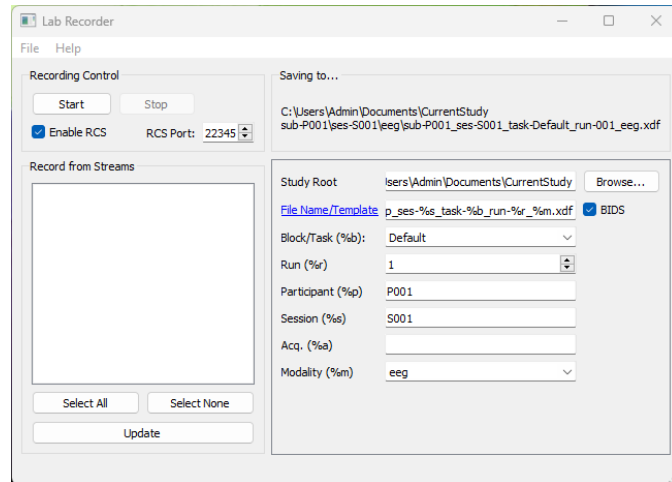 Lab Recorder
File Help
Recording Control
Start Stop
Enable RCS RCS Port: 22345
Record from Streams
Select All Select None
Update
Saving to...
C:\Users\Admin\Documents\CurrentStudy
sub-P001\ses-S001\eeg\sub-P001_ses-S001_task-Default_run-001_eeg.xdf
Study Root Jsers\Admin\Documents\CurrentStudy Browse...
File Name/Template p_ses-%s_task-%b_run-%r_%m.xdf BIDS
Block/Task (%b): Default
Run (%r) 1
Participant (%p) P001
Session (%s) S001
Acq. (%a)
Modality (%m) eeg